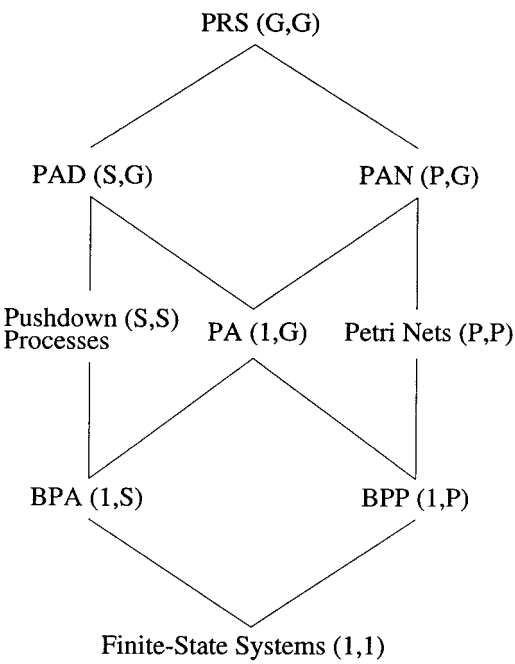 PRS (G,G)
PAD (S,G)
PAN (P,G)
Pushdown (S,S)
Processes
PA (1,G)
Petri Nets (P,P)
BPA (1,S)
BPP (1,P)
Finite-State Systems (1,1)